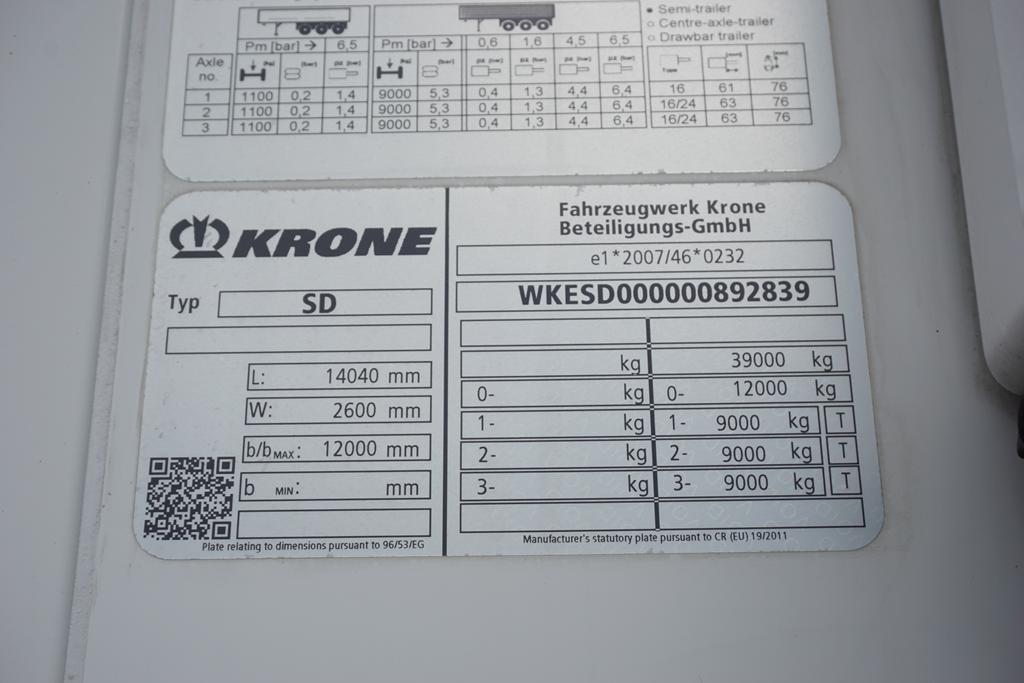 Semi-trailer
Centre-axle-trailer
Drawbar trailer
Pm [bar] → 6,5 Pm [bar] → 0,6 1,6 4,5 6,5
Axle no.
1 1100 0,2 1,4 9000 5,3 0,4 1,3 4,4 6,4 16 61 76
2 1100 0,2 1,4 9000 5,3 0,4 1,3 4,4 6,4 16/24 63 76
3 1100 0,2 1,4 9000 5,3 0,4 1,3 4,4 6,4 16/24 63 76
KRONE
Typ SD
L: 14040 mm
W: 2600 mm
b/b MAX: 12000 mm
b MIN: mm
Plate relating to dimensions pursuant to 96/53/EG
Fahrzeugwerk Krone
Beteiligungs-GmbH
e1*2007/46*0232
WKESD000000892839
kg 39000 kg
0- kg 0- 12000 kg
1- kg 1- 9000 kg T
2- kg 2- 9000 kg T
3- kg 3- 9000 kg T
Manufacturer's statutory plate pursuant to CR (EU) 19/2011